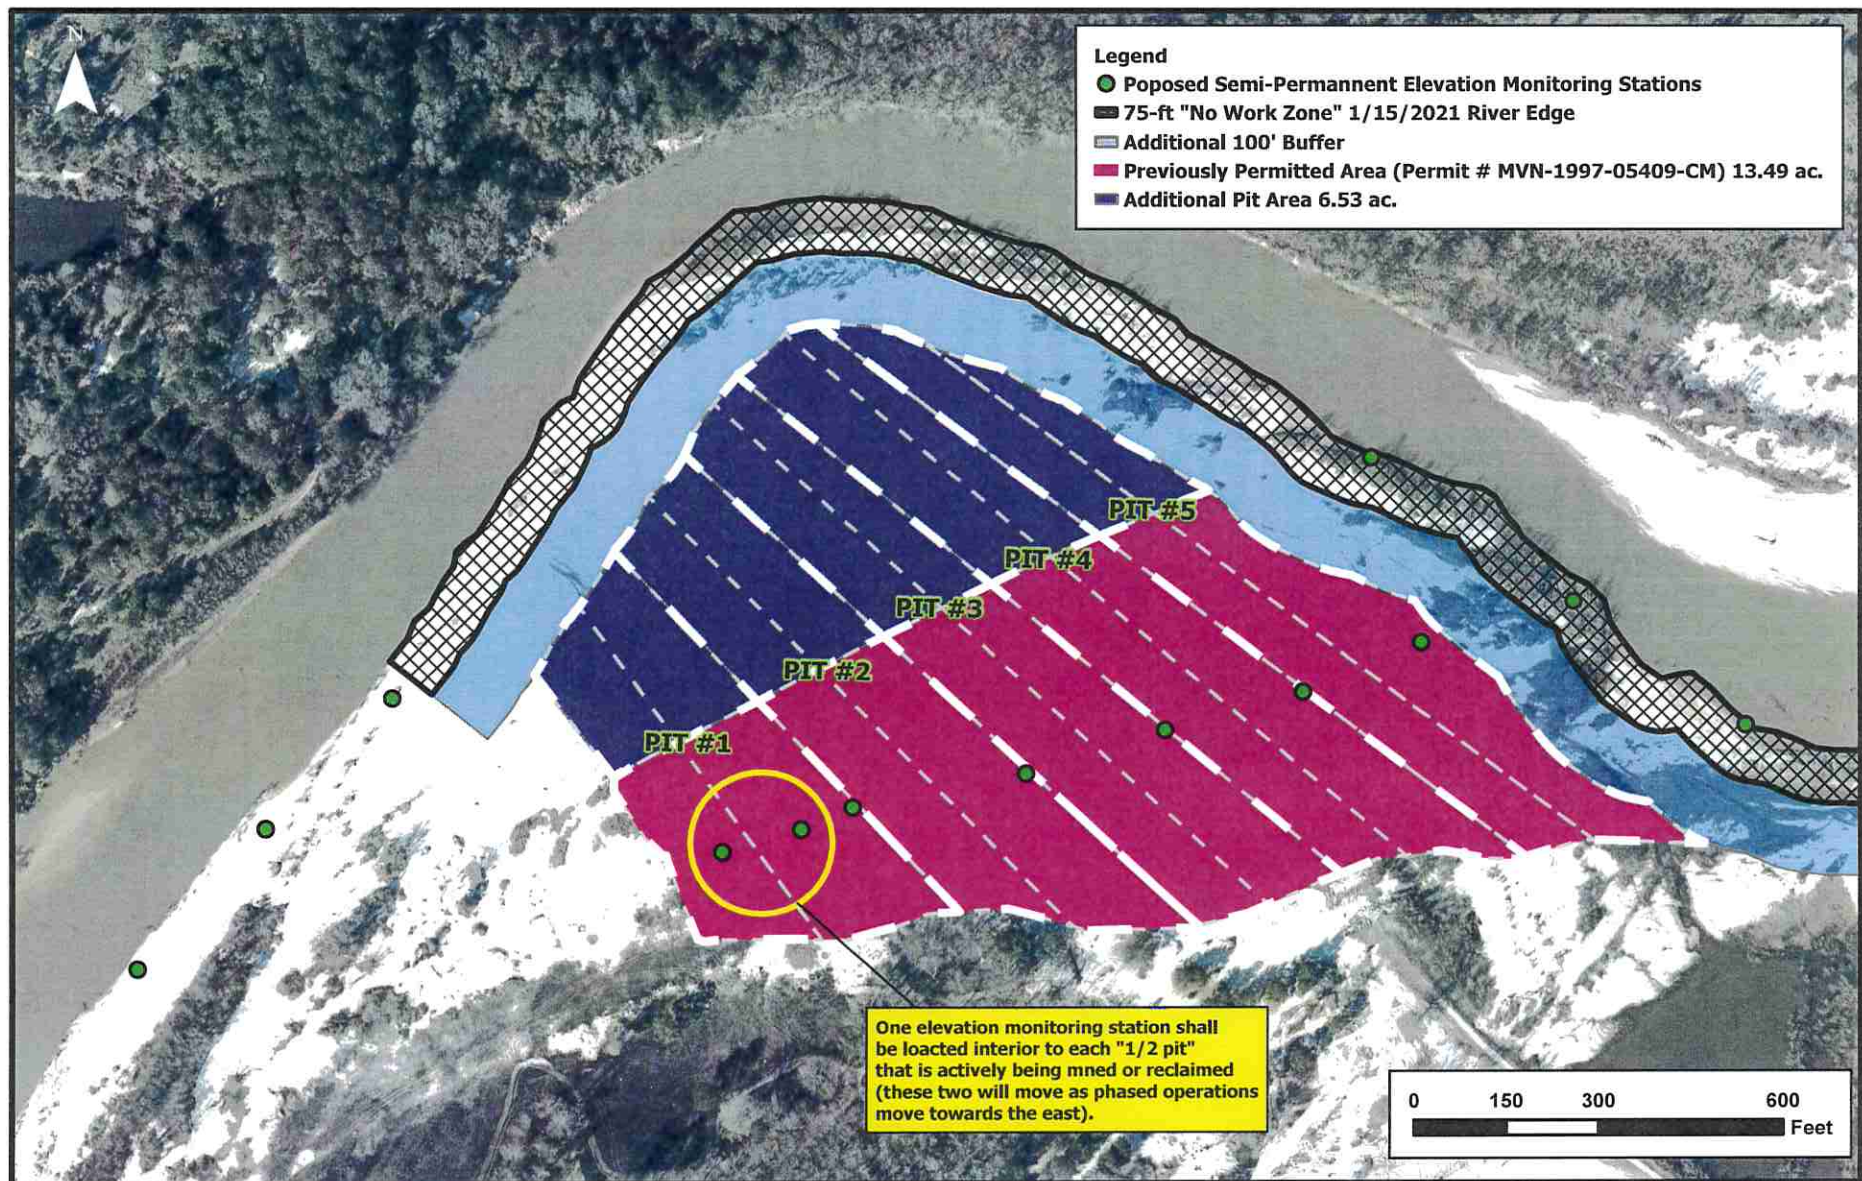 N
Legend
Poposed Semi-Permannent Elevation Monitoring Stations
75-ft "No Work Zone" 1/15/2021 River Edge
Additional 100' Buffer
Previously Permitted Area (Permit # MVN-1997-05409-CM) 13.49 ac.
Additional Pit Area 6.53 ac.
PIT #5
PIT #4
PIT #3
PIT #2
PIT #1
One elevation monitoring station shall
be loacted interior to each "1/2 pit"
that is actively being mned or reclaimed
(these two will move as phased operations
move towards the east).
0 150 300 600
Feet